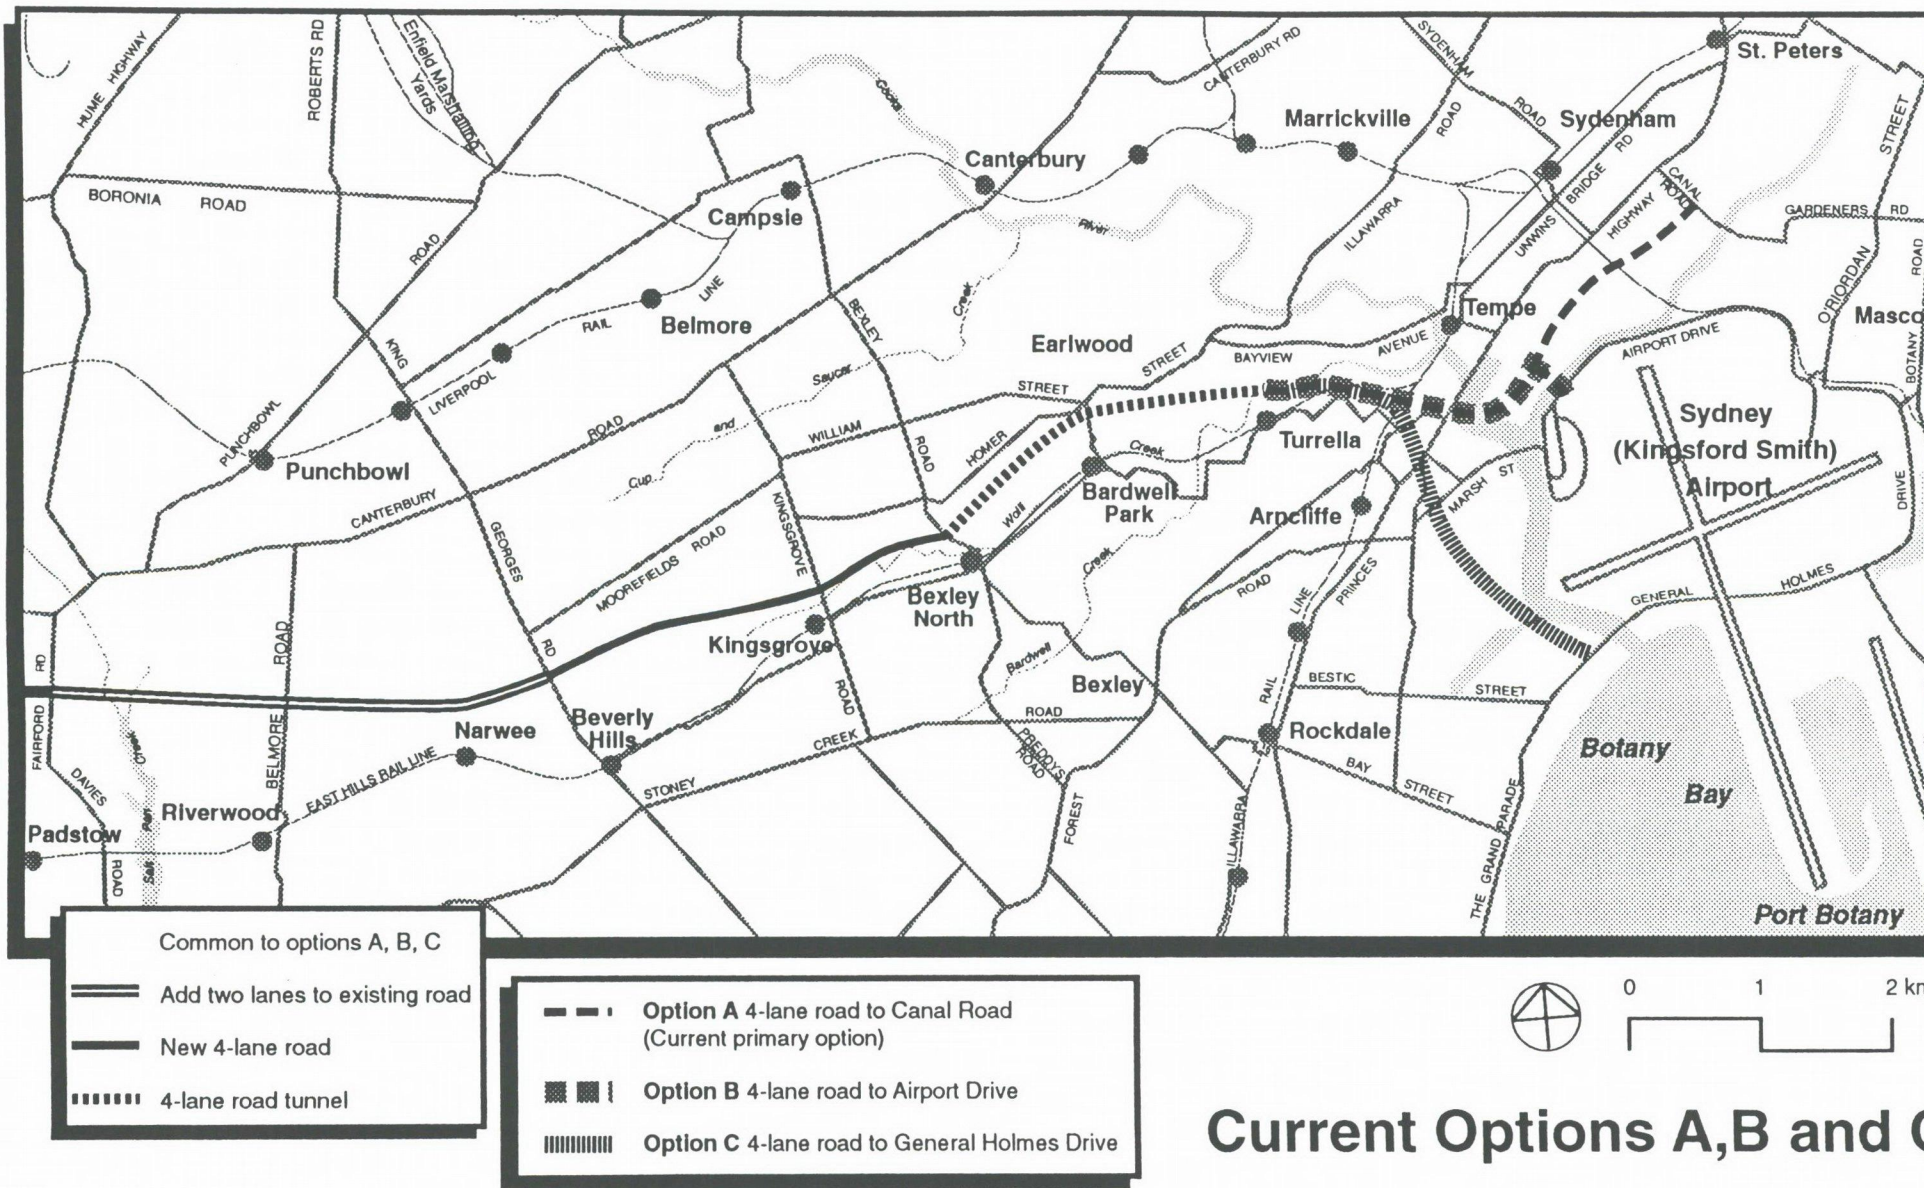 HUME HIGHWAY
ROBERTS RD
Enfield Marshalling
Yards
Cooks
CANTERBURY RD
SYDENHAM
ROAD
St. Peters
Marrickville
ROAD
Sydenham
STREET
Canterbury
BORONIA ROAD
Campsie
River
ILLAWARRA
UNWINS BRIDGE RD
HIGHWAY
CANAL
ROAD
GARDENERS RD
ROAD
LINE
RAIL
Belmore
BEXLEY
Creek
Earlwood
Tempe
O'RIORDAN
ROAD
Masco
KING
LIVERPOOL
Saucer
STREET
STREET
BAYVIEW
AVENUE
AIRPORT DRIVE
BOTANY
PUNCHBOWL
Punchbowl
ROAD
and
WILLIAM
ROAD
HOMER
Creek
Turrella
Sydney
(Kingsford Smith)
Airport
CANTERBURY
Cup
KINGSGROVE
Wolli
Bardwell
Park
Arncliffe
MARSH ST
DRIVE
GEORGES
MOOREFIELDS ROAD
Creek
ROAD
LINE
PRINCES
GENERAL
HOLMES
Bexley
North
RD
ROAD
RD
Kingsgrove
Bardwell
Bexley
RAIL
BESTIC
STREET
FAIRFORD
Creek
BELMORE
Narwee
Beverly
Hills
ROAD
CREEK
ROAD
PREDDYS
ROAD
Rockdale
Botany
Bay
DAVIES
EAST HILLS RAIL LINE
STONEY
BAY
STREET
Riverwood
Padstow
ROAD
Salt Pan
FOREST
ILLAWARRA
THE GRAND PARADE
Port Botany
Common to options A, B, C
Add two lanes to existing road
New 4-lane road
4-lane road tunnel
Option A 4-lane road to Canal Road
(Current primary option)
Option B 4-lane road to Airport Drive
Option C 4-lane road to General Holmes Drive
0 1 2 km
Current Options A,B and C